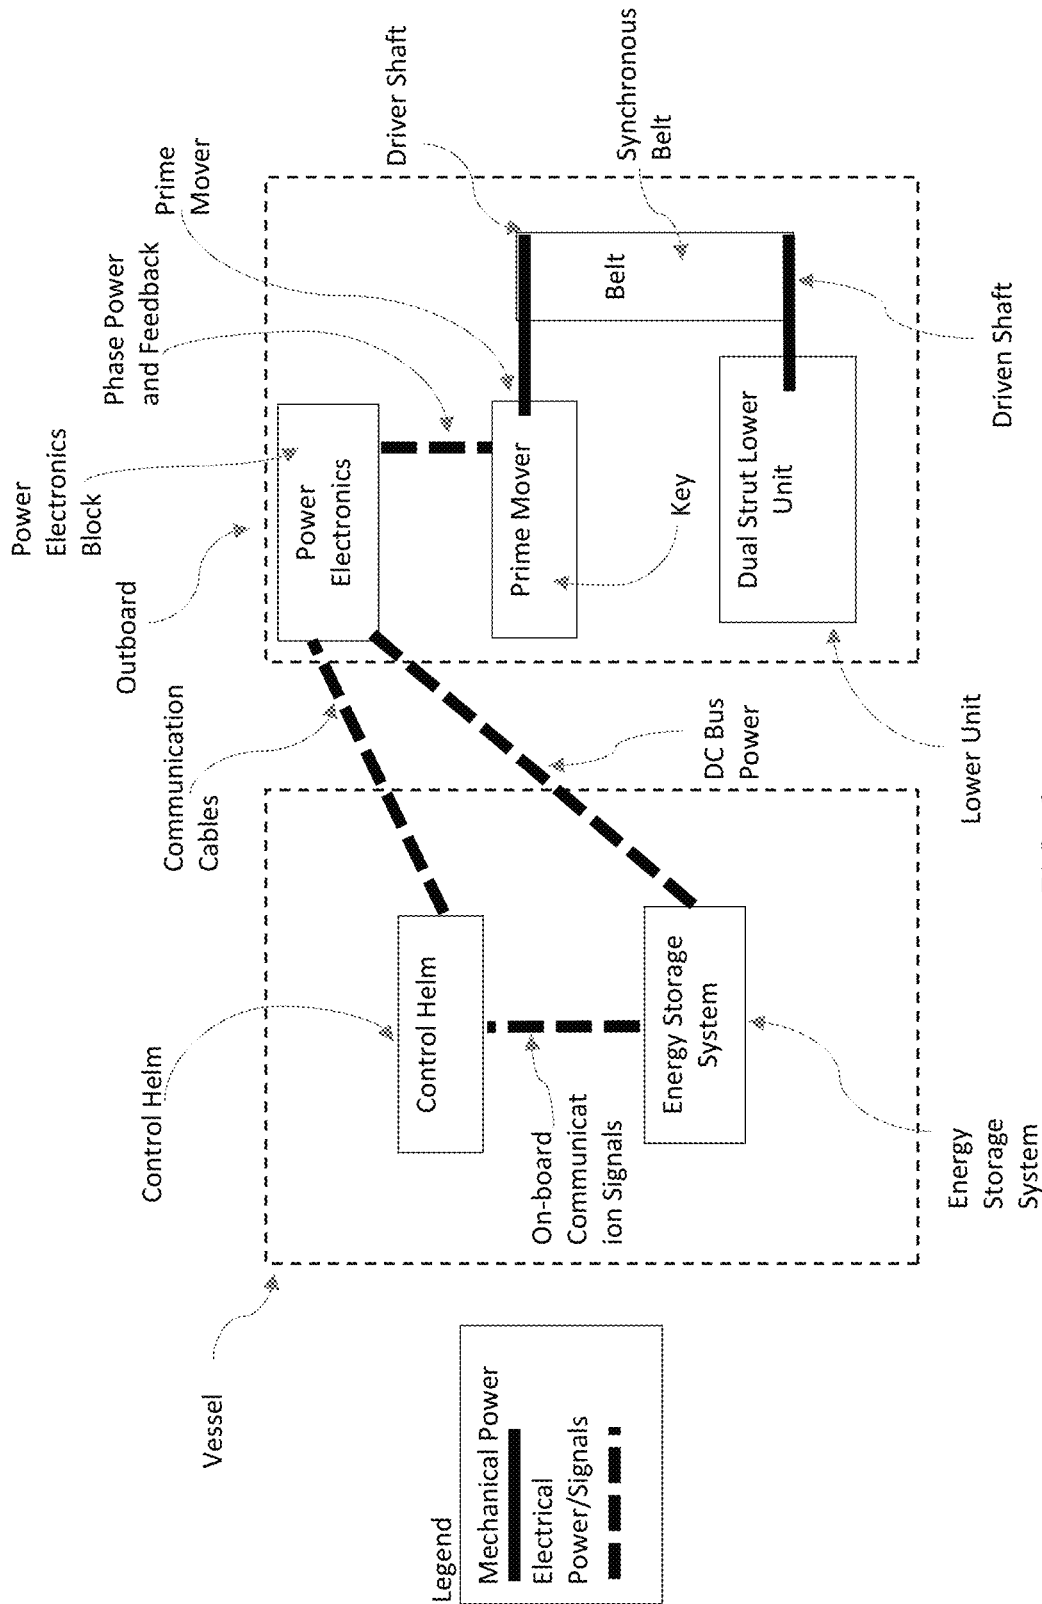 Vessel
Control Helm
Communication
Cables
Outboard
Power
Electronics
Block
Phase Power
and Feedback
Prime
Mover
Driver Shaft
Synchronous
Belt
Legend
Mechanical Power
Electrical
Power/Signals
Control Helm
On-board
Communicat
ion Signals
Energy Storage
System
DC Bus
Power
Power
Electronics
Prime Mover
Key
Belt
Dual Strut Lower
Unit
Energy
Storage
System
Lower Unit
Driven Shaft